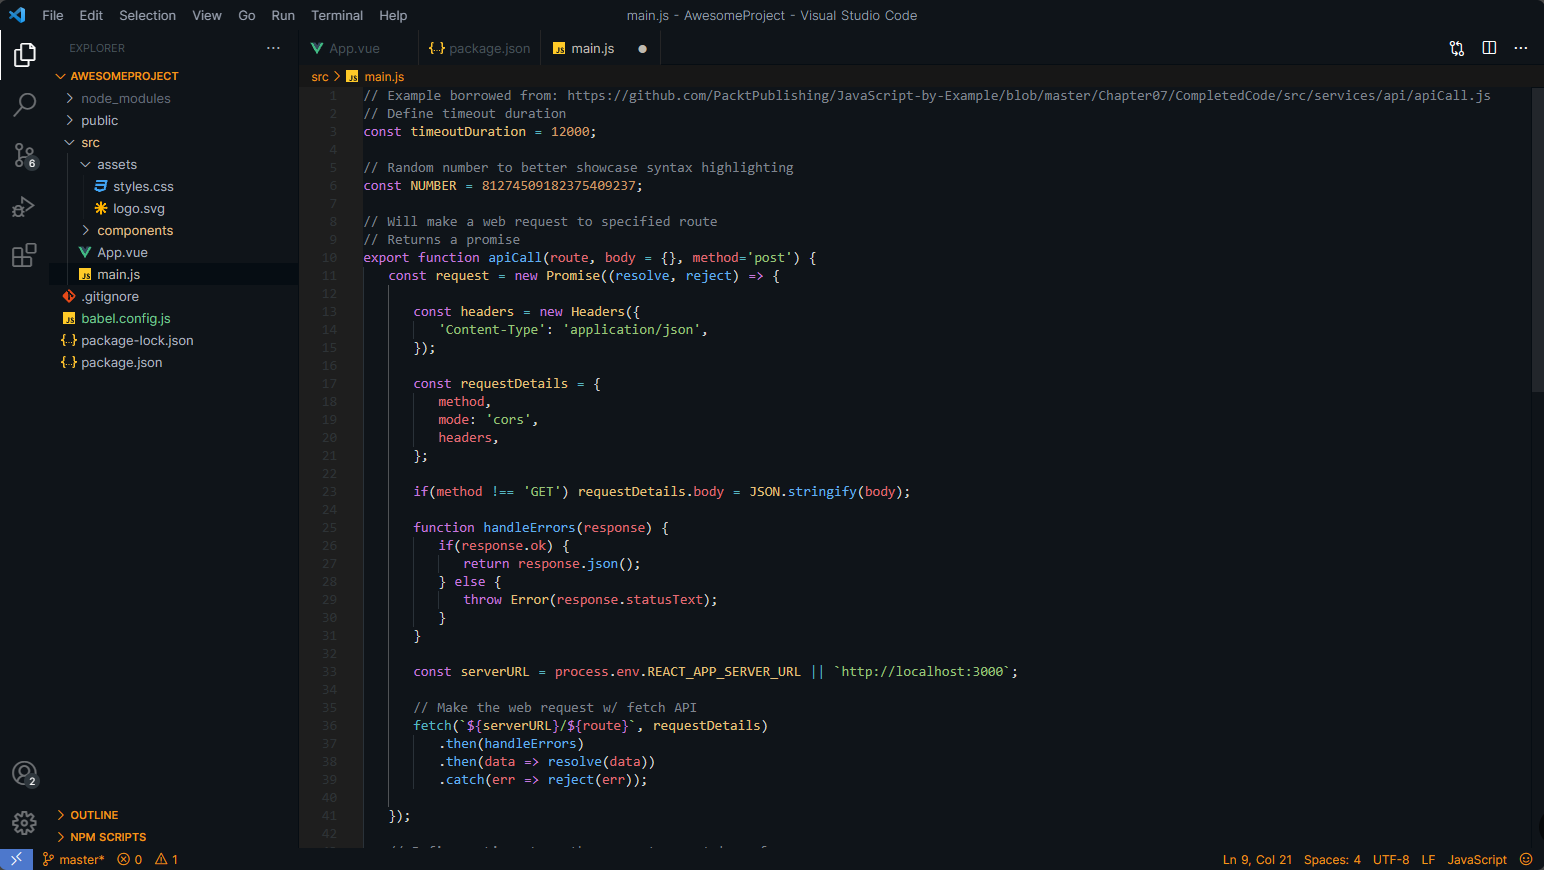 File Edit Selection View Go Run Terminal Help
main.js - AwesomeProject - Visual Studio Code
EXPLORER
AWESOMEPROJECT
node_modules
public
src
assets
styles.css
logo.svg
components
App.vue
main.js
.gitignore
babel.config.js
package-lock.json
package.json
OUTLINE
NPM SCRIPTS
6
2
App.vue
package.json
main.js
src > JS main.js
1 // Example borrowed from: https://github.com/PacktPublishing/JavaScript-by-Example/blob/master/Chapter07/CompletedCode/src/services/api/apiCall.js
2 // Define timeout duration
3 const timeoutDuration = 12000;
4
5 // Random number to better showcase syntax highlighting
6 const NUMBER = 81274509182375409237;
7
8 // Will make a web request to specified route
9 // Returns a promise
10 export function apiCall(route, body = {}, method='post') {
11 const request = new Promise((resolve, reject) => {
12
13 const headers = new Headers({
14 'Content-Type': 'application/json',
15 });
16
17 const requestDetails = {
18 method,
19 mode: 'cors',
20 headers,
21 };
22
23 if(method !== 'GET') requestDetails.body = JSON.stringify(body);
24
25 function handleErrors(response) {
26 if(response.ok) {
27 return response.json();
28 } else {
29 throw Error(response.statusText);
30 }
31 }
32
33 const serverURL = process.env.REACT_APP_SERVER_URL || `http://localhost:3000`;
34
35 // Make the web request w/ fetch API
36 fetch(`${serverURL}/${route}`, requestDetails)
37 .then(handleErrors)
38 .then(data => resolve(data))
39 .catch(err => reject(err));
40
41 });
42
master* 0 1
Ln 9, Col 21 Spaces: 4 UTF-8 LF JavaScript